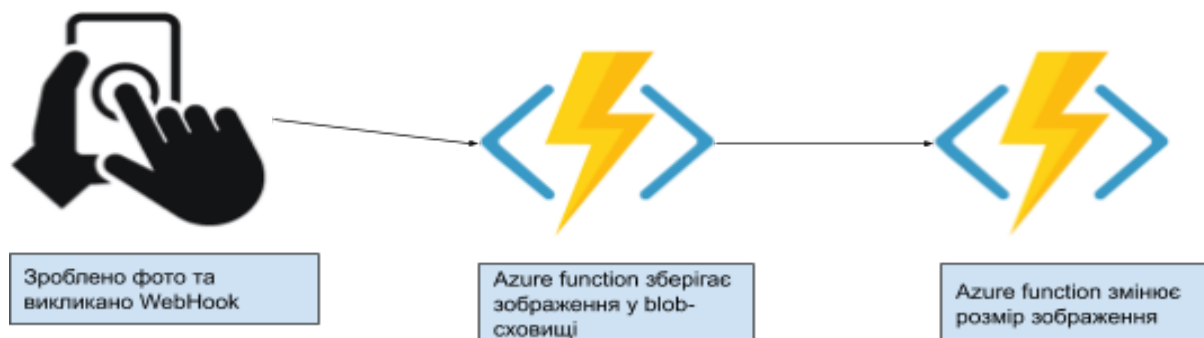 Зроблено фото та
викликано WebHook
Azure function зберігає
зображення у blob-
сховищі
Azure function змінює
розмір зображення